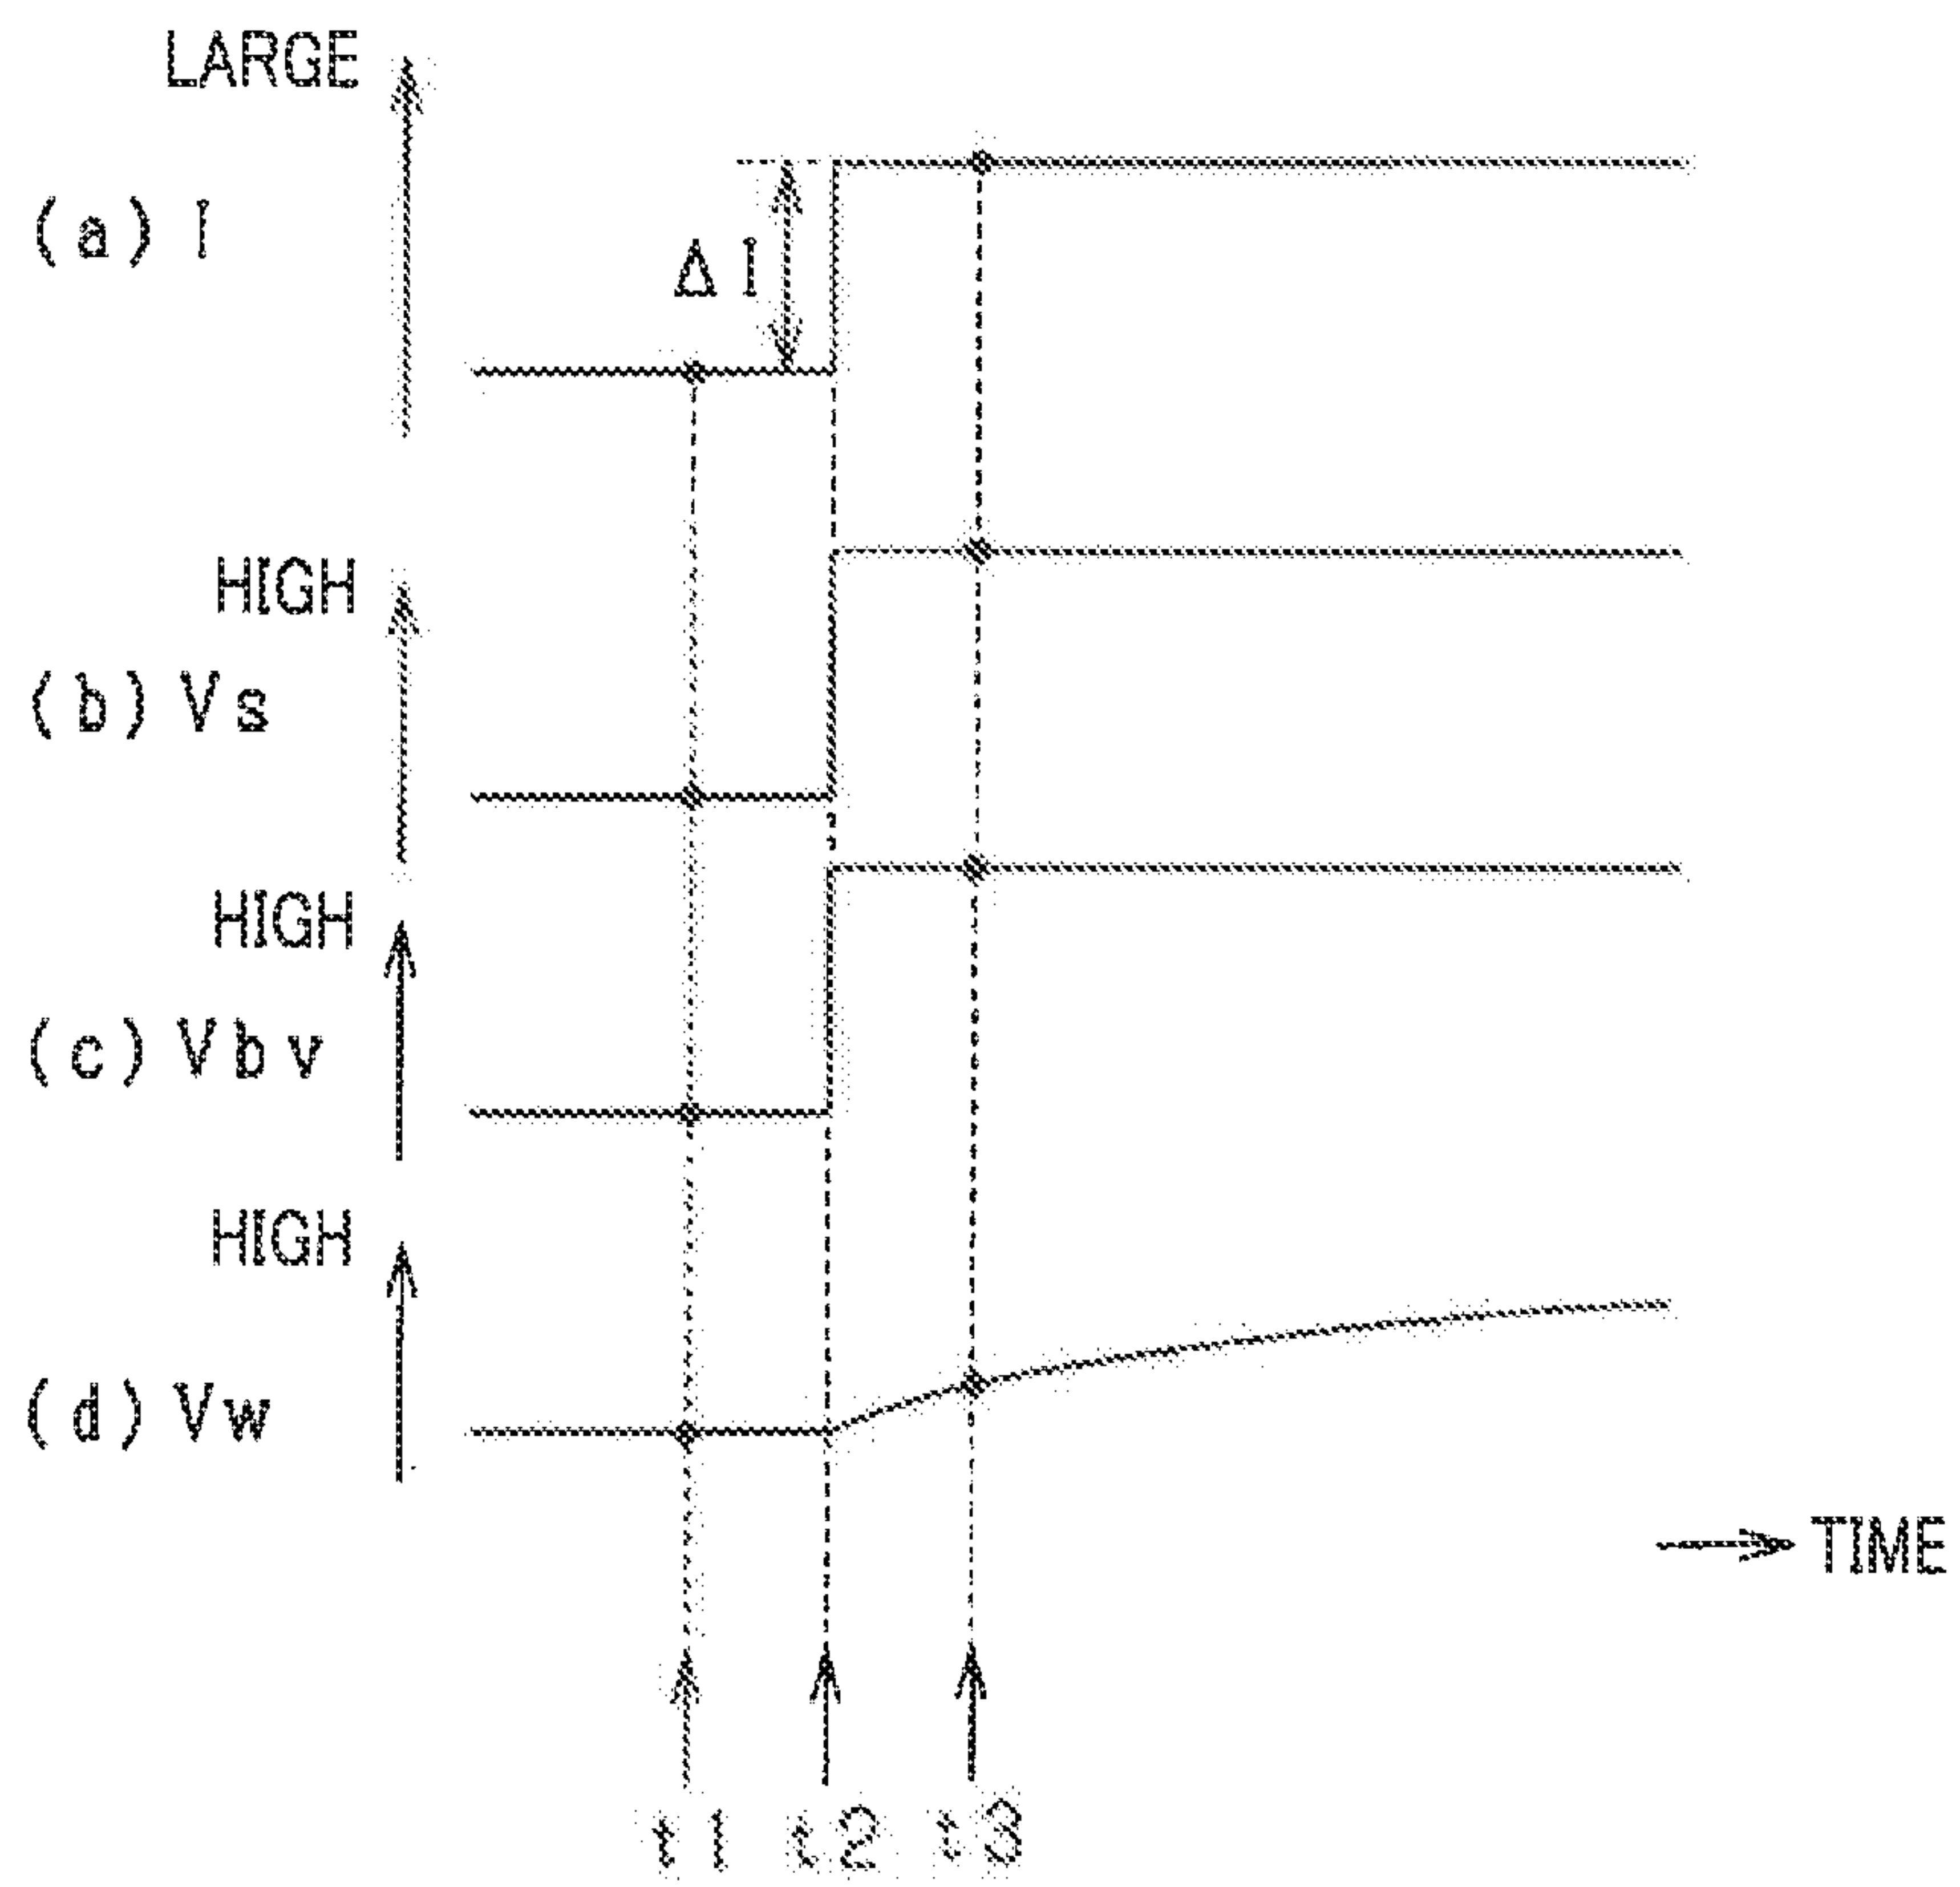 LARGE
(a) I
ΔI
HIGH
(b) Vs
HIGH
(c) Vbv
HIGH
(d) Vw
TIME
t1 t2 t3